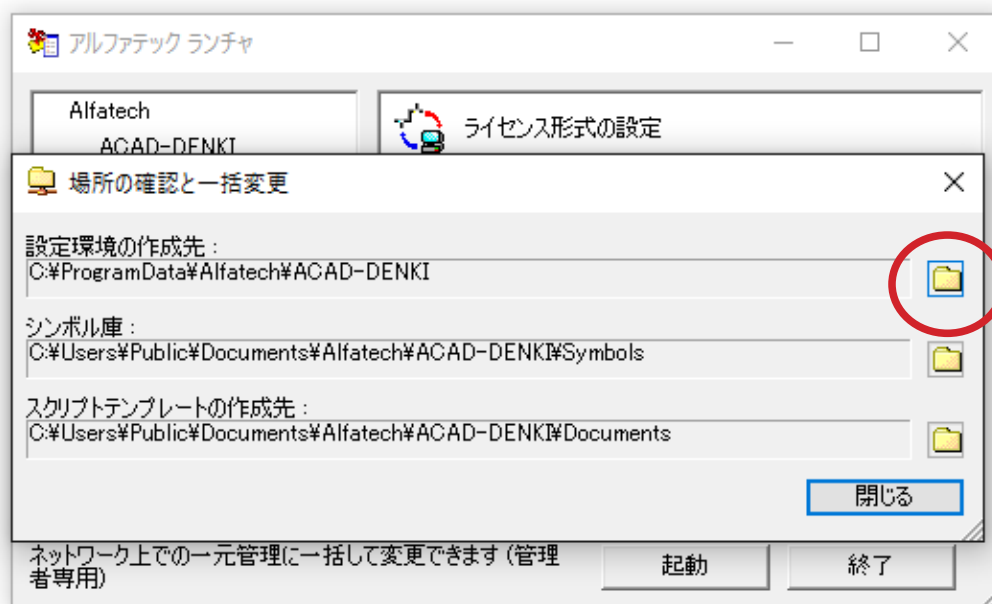 アルファテック ランチャ
Alfatech
ACAD-DENKI
ライセンス形式の設定
場所の確認と一括変更
設定環境の作成先：
C:¥ProgramData¥Alfatech¥ACAD-DENKI
シンボル庫：
C:¥Users¥Public¥Documents¥Alfatech¥ACAD-DENKI¥Symbols
スクリプトテンプレートの作成先：
C:¥Users¥Public¥Documents¥Alfatech¥ACAD-DENKI¥Documents
閉じる
ネットワーク上での一元管理に一括して変更できます(管理
者専用)
起動
終了